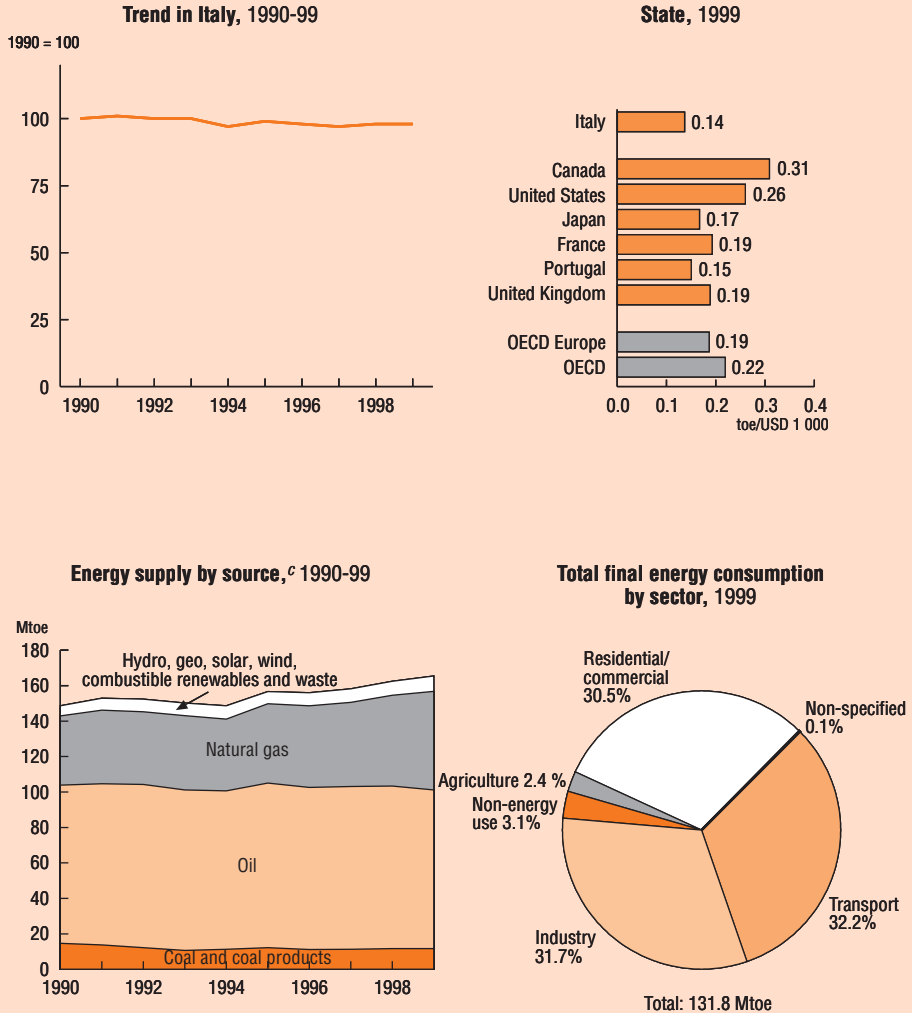 Trend in Italy, 1990-99
1990 = 100
100
75
50
25
0
1990 1992 1994 1996 1998
State, 1999
Italy 0.14
Canada 0.31
United States 0.26
Japan 0.17
France 0.19
Portugal 0.15
United Kingdom 0.19
OECD Europe 0.19
OECD 0.22
0.0 0.1 0.2 0.3 0.4
toe/USD 1 000
Energy supply by source,c 1990-99
Mtoe
180
160
140
120
100
80
60
40
20
0
Hydro, geo, solar, wind,
combustible renewables and waste
Natural gas
Oil
Coal and coal products
1990 1992 1994 1996 1998
Total final energy consumption
by sector, 1999
Residential/
commercial
30.5%
Non-specified
0.1%
Agriculture 2.4 %
Non-energy
use 3.1%
Transport
32.2%
Industry
31.7%
Total: 131.8 Mtoe